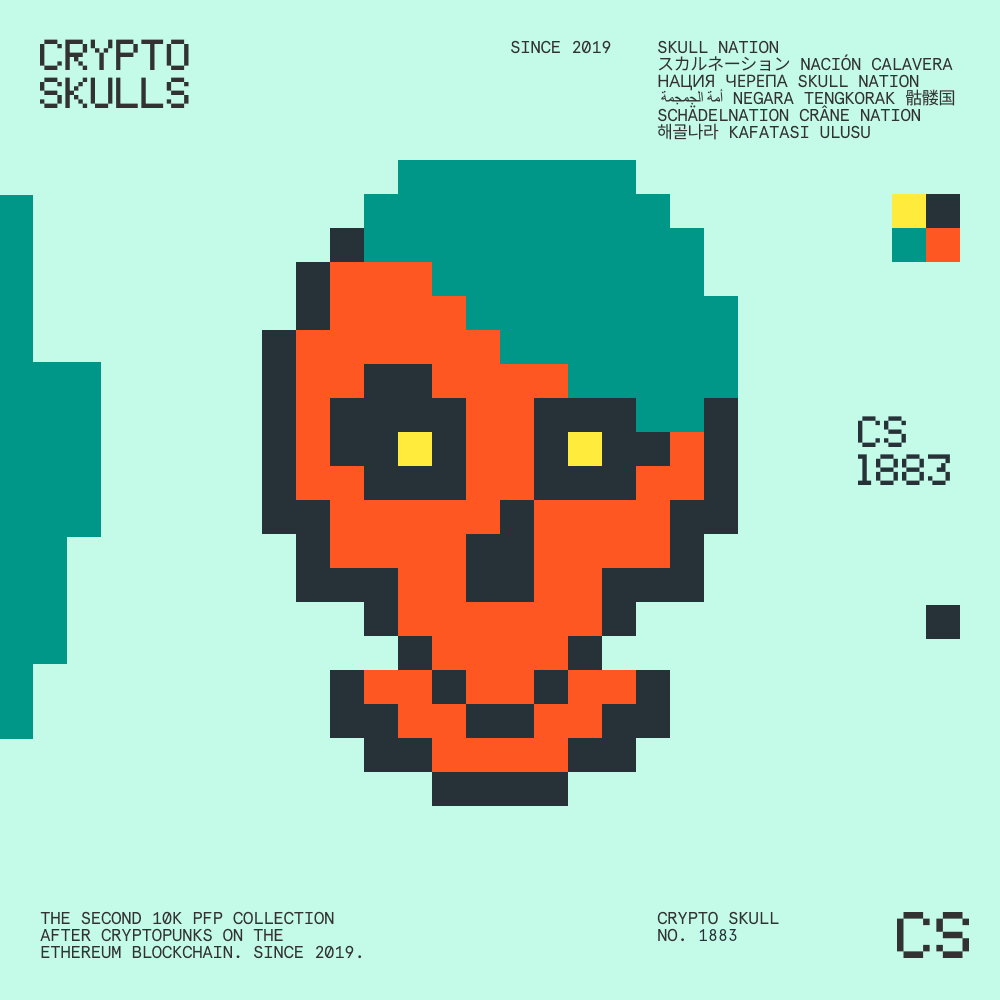 CRYPTO
SKULLS
SINCE 2019
SKULL NATION
スカルネーション NACIÓN CALAVERA
НАЦИЯ ЧЕРЕПА SKULL NATION
أمة الجمجمة NEGARA TENGKORAK 骷髅国
SCHÄDELNATION CRÂNE NATION
해골나라 KAFATASI ULUSU
CS
1883
THE SECOND 10K PFP COLLECTION
AFTER CRYPTOPUNKS ON THE
ETHEREUM BLOCKCHAIN. SINCE 2019.
CRYPTO SKULL
NO. 1883
CS